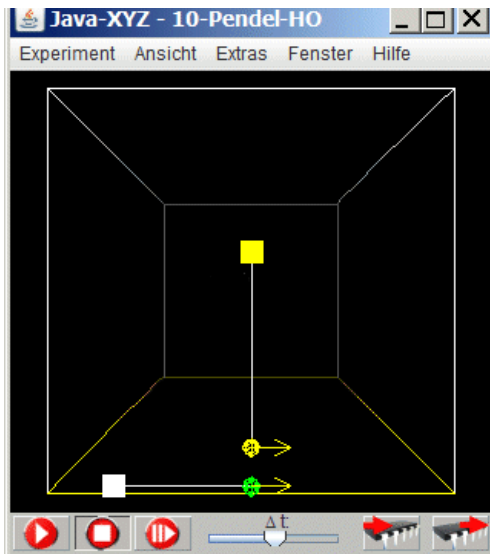 Java-XYZ - 10-Pendel-HO
Experiment Ansicht Extras Fenster Hilfe
Δt